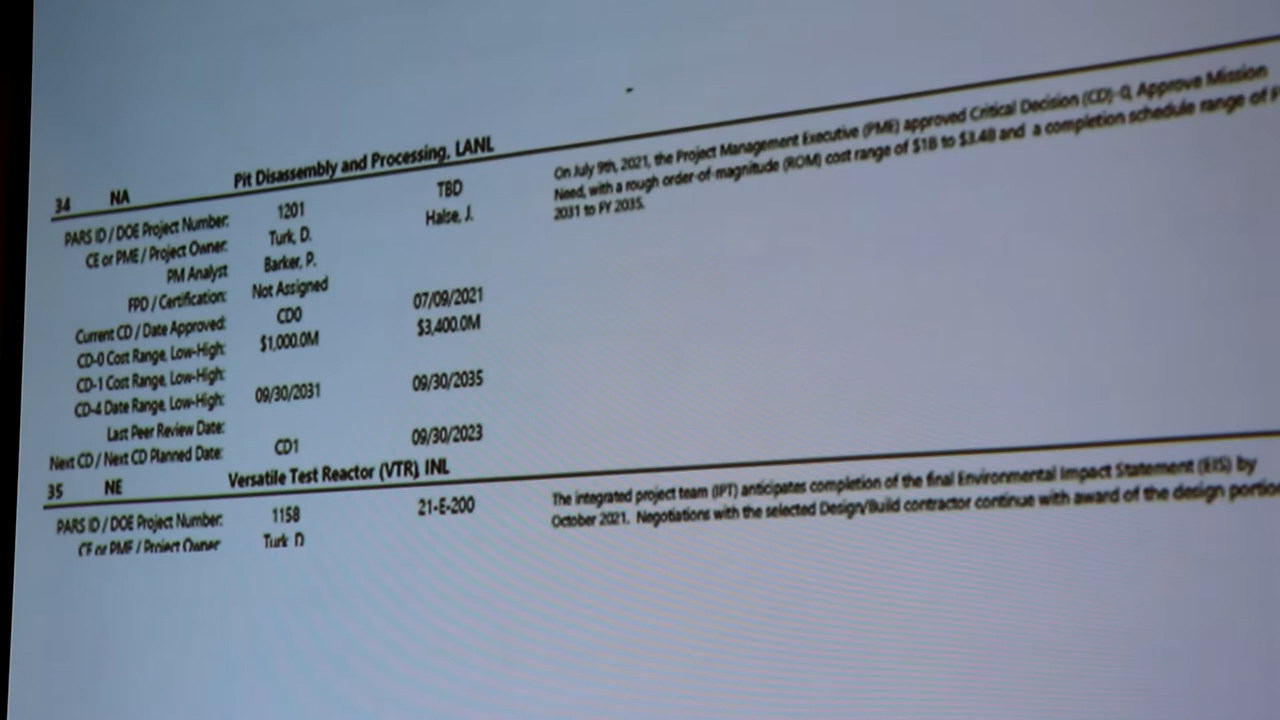 34 NA Pit Disassembly and Processing, LANL
PARS ID / DOE Project Number: 1201 TBD
CE or PME / Project Owner: Turk, D. Halse, J.
PM Analyst Barker, P.
FPD / Certification: Not Assigned
Current CD / Date Approved: CD0 07/09/2021
CD-0 Cost Range, Low-High: $1,000.0M $3,400.0M
CD-1 Cost Range, Low-High:
CD-4 Date Range, Low-High: 09/30/2031 09/30/2035
Last Peer Review Date:
Next CD / Next CD Planned Date: CD1 09/30/2023
On July 9th, 2021, the Project Management Executive (PME) approved Critical Decision (CD)-0, Approve Mission
Need, with a rough order-of-magnitude (ROM) cost range of $1B to $3.4B and a completion schedule range of F
2031 to FY 2035.
35 NE Versatile Test Reactor (VTR) INL
PARS ID / DOE Project Number: 1158 21-E-200
CE or PME / Project Owner Turk D
The integrated project team (IPT) anticipates completion of the final Environmental Impact Statement (EIS) by
October 2021. Negotiations with the selected Design/Build contractor continue with award of the design portion